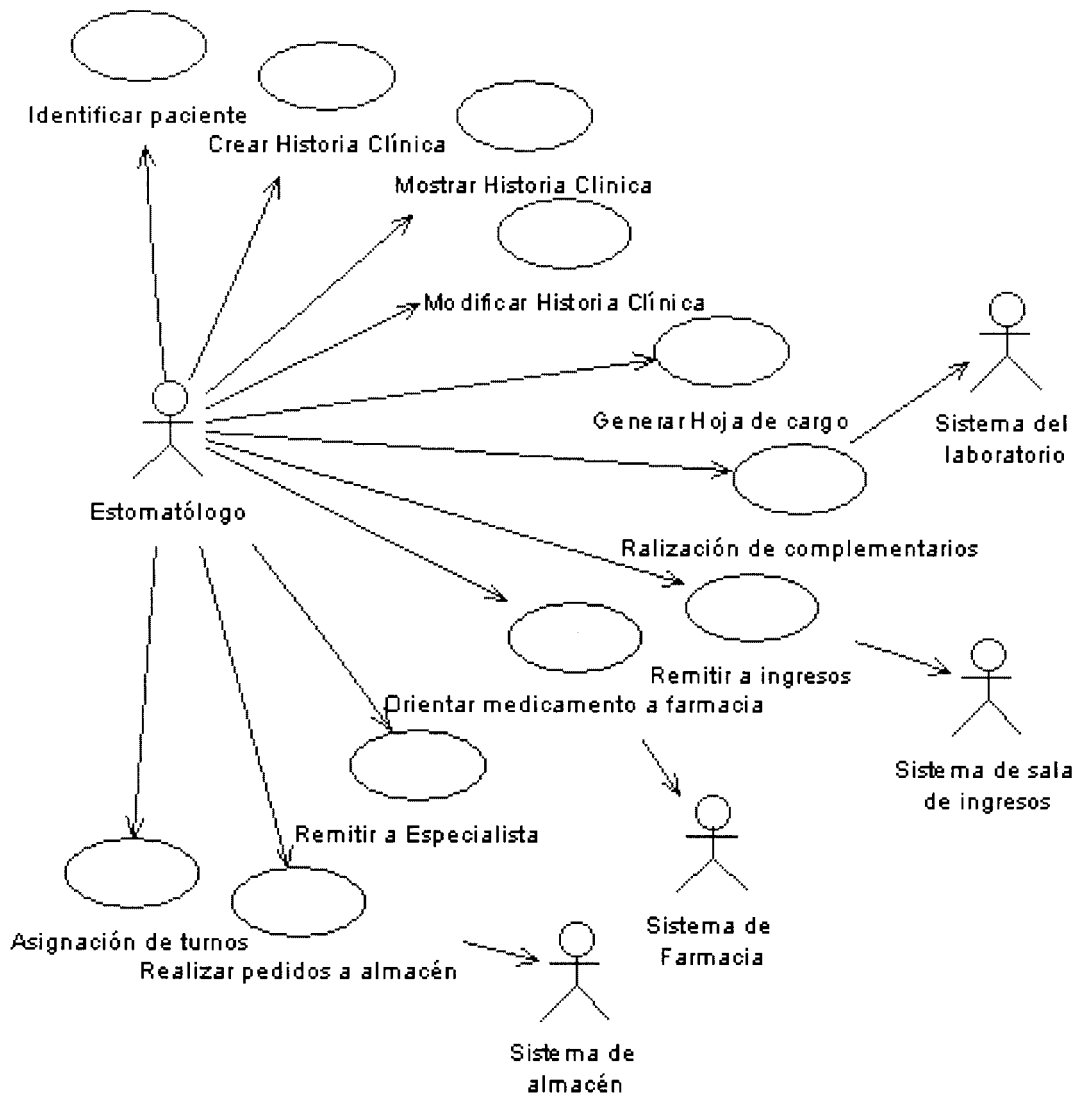 Identificar paciente
Crear Historia Clínica
Mostrar Historia Clinica
Modificar Historia Clínica
Generar Hoja de cargo
Sistema del
laboratorio
Estomatólogo
Ralización de complementarios
Remitir a ingresos
Orientar medicamento a farmacia
Sistema de sala
de ingresos
Remitir a Especialista
Sistema de
Farmacia
Asignación de turnos
Realizar pedidos a almacén
Sistema de
almacén